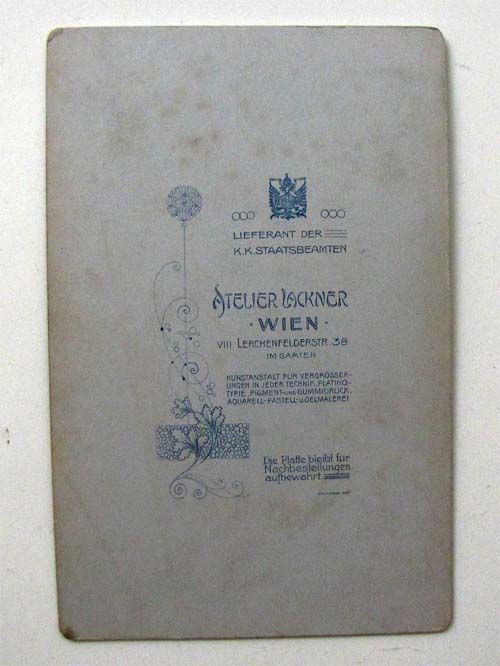 LIEFERANT DER
K.K. STAATSBEAMTEN
ATELIER LACKNER
· WIEN ·
VIII LERCHENFELDERSTR. 38
IM GARTEN
KUNSTANSTALT FÜR VERGRÖSSER-
UNGEN IN JEDER TECHNIK, PLATINO-
TYPIE, PIGMENT- UND GUMMIDRUCK,
AQUARELL-PASTELL- U OELMALEREI
Die Platte bleibt für
Nachbestellungen
aufbewahrt.